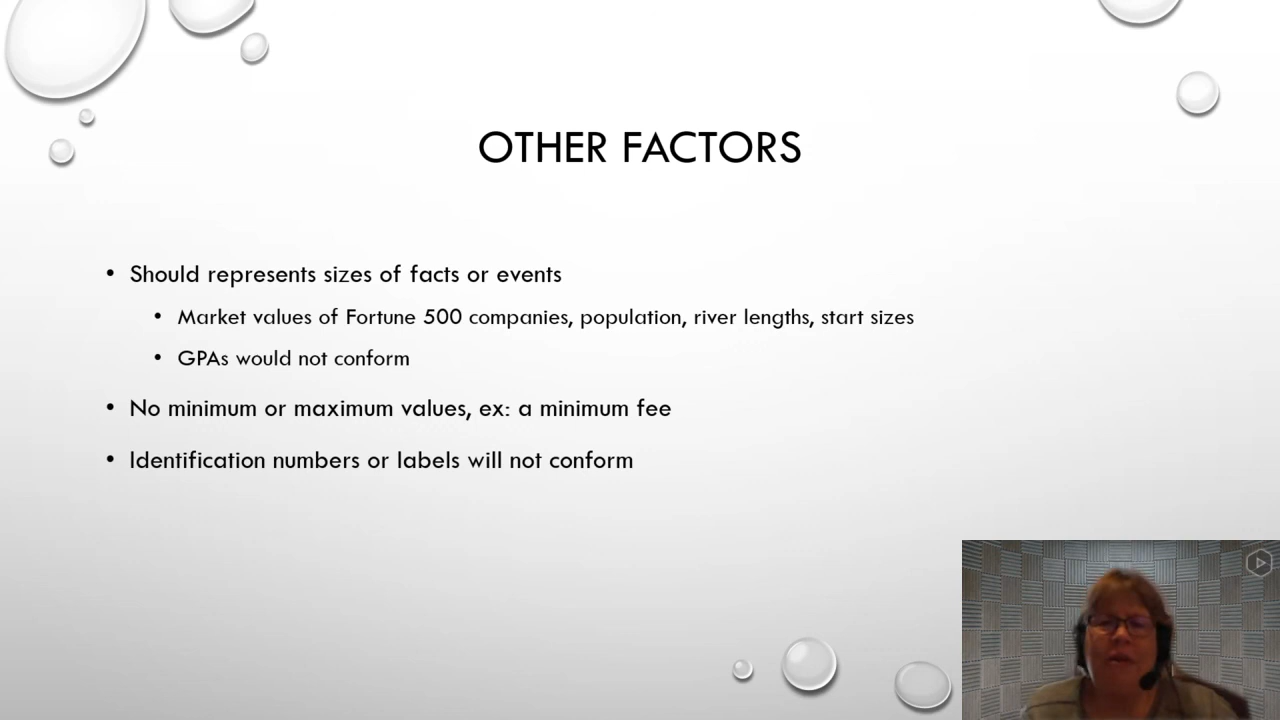 OTHER FACTORS
• Should represents sizes of facts or events
• Market values of Fortune 500 companies, population, river lengths, start sizes
• GPAs would not conform
• No minimum or maximum values, ex: a minimum fee
• Identification numbers or labels will not conform